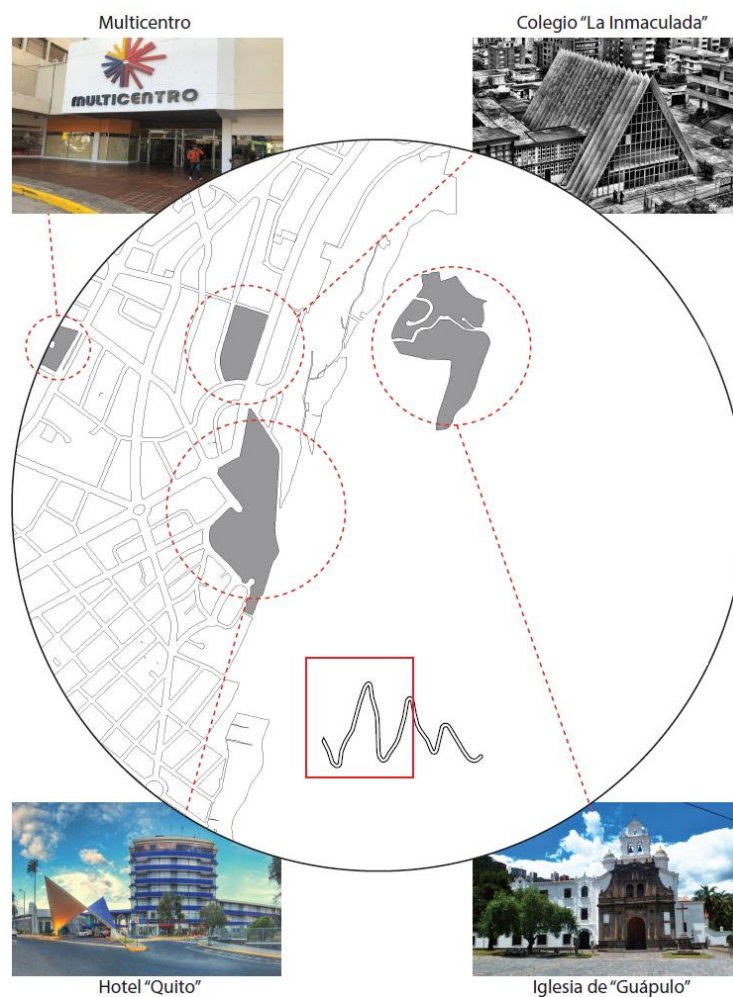 Multicentro
Colegio “La Inmaculada”
MULTICENTRO
Hotel “Quito”
Iglesia de “Guápulo”